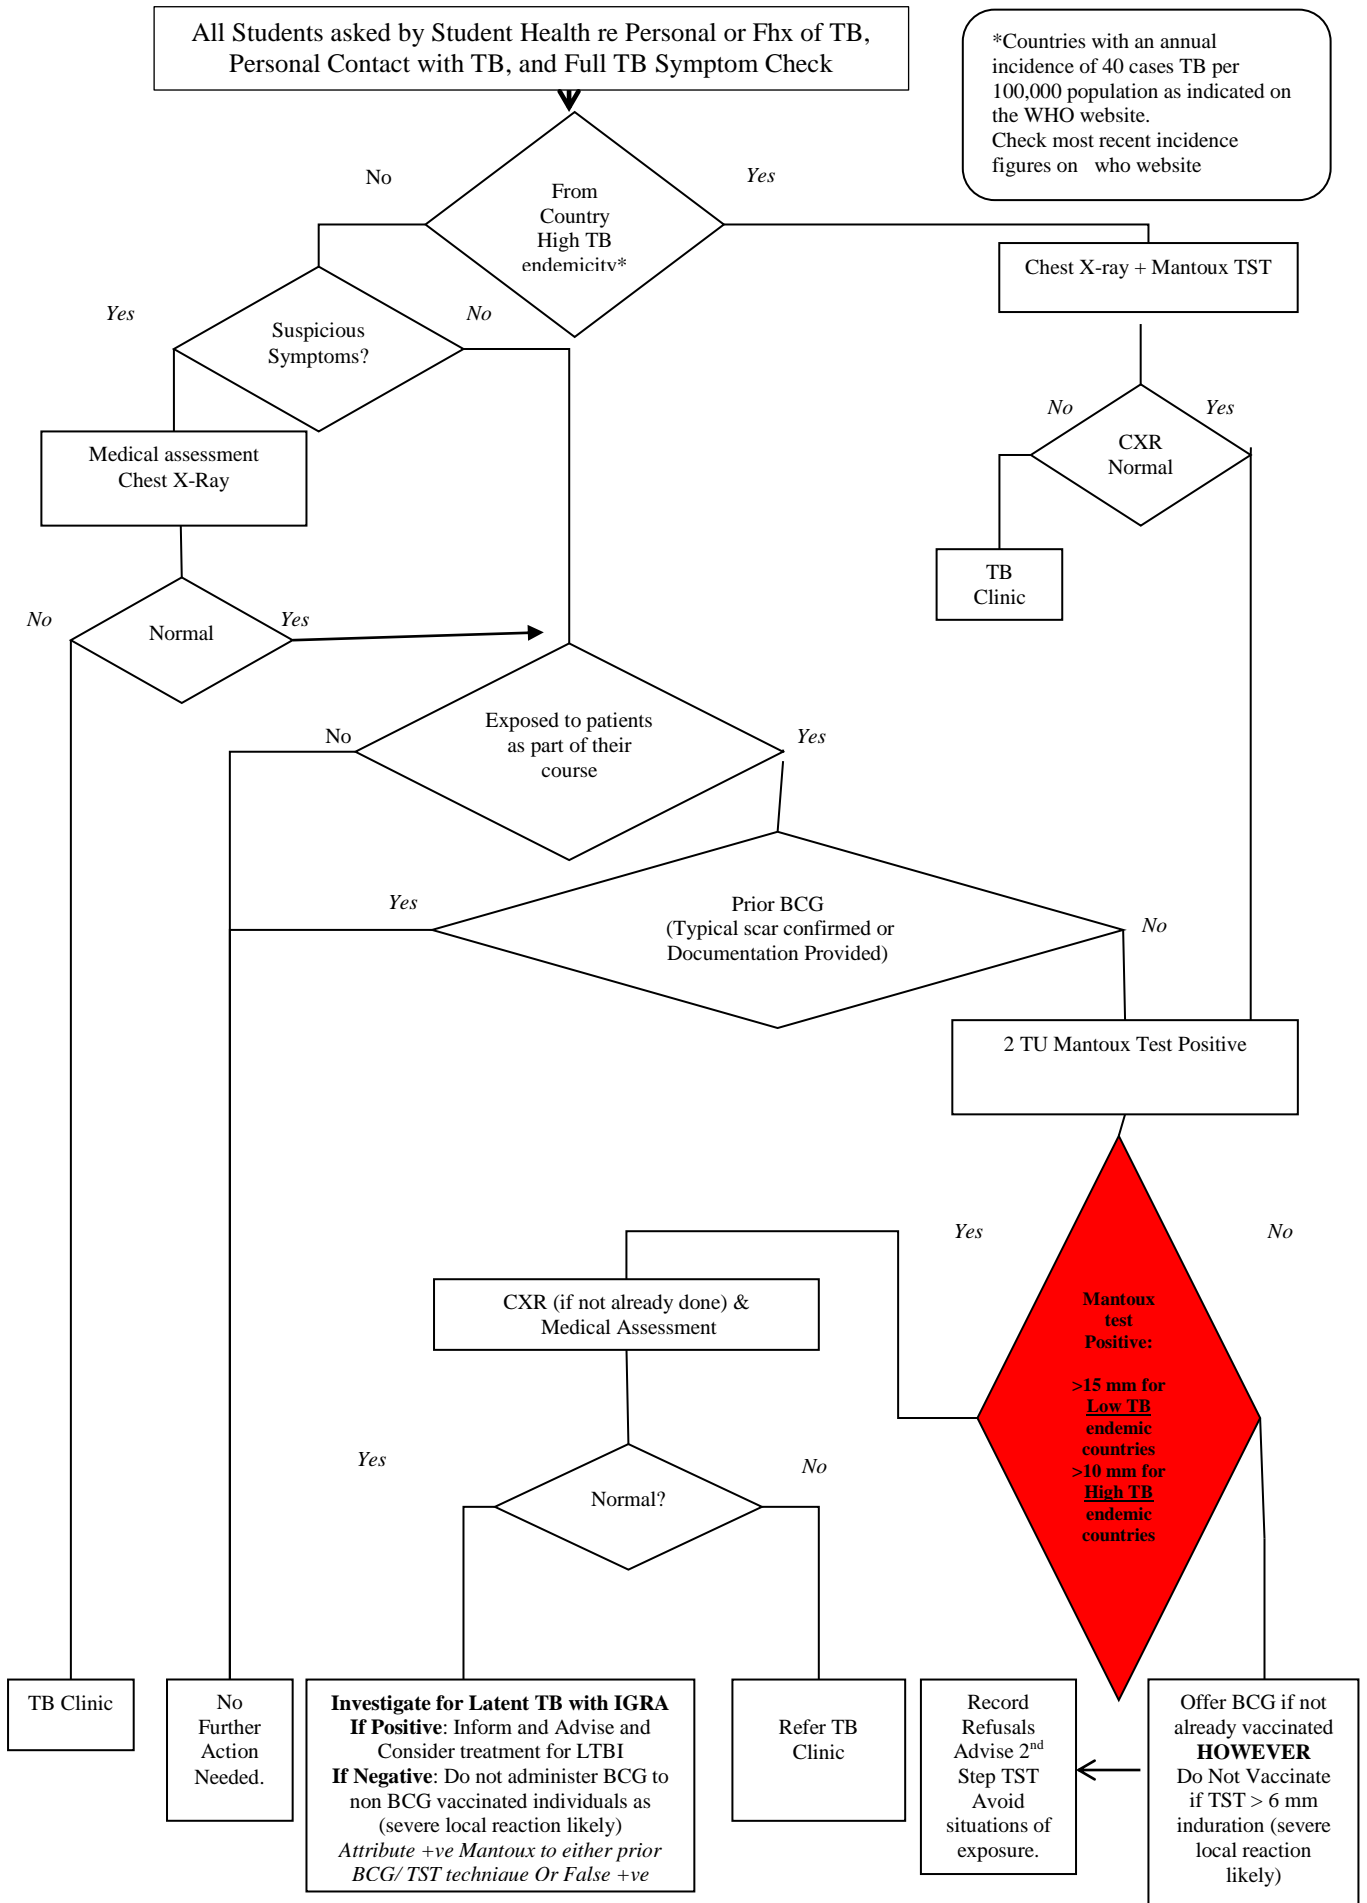 All Students asked by Student Health re Personal or Fhx of TB,
Personal Contact with TB, and Full TB Symptom Check
*Countries with an annual
incidence of 40 cases TB per
100,000 population as indicated on
the WHO website.
Check most recent incidence
figures on who website
No
Yes
From
Country
High TB
endemicity*
Chest X-ray + Mantoux TST
Yes
No
Suspicious
Symptoms?
No
Yes
CXR
Normal
Medical assessment
Chest X-Ray
TB
Clinic
No
Yes
Normal
No
Yes
Exposed to patients
as part of their
course
Yes
No
Prior BCG
(Typical scar confirmed or
Documentation Provided)
2 TU Mantoux Test Positive
Yes
No
CXR (if not already done) &
Medical Assessment
Mantoux
test
Positive:
>15 mm for
Low TB
endemic
countries
>10 mm for
High TB
endemic
countries
Yes
No
Normal?
TB Clinic
No
Further
Action
Needed.
Investigate for Latent TB with IGRA
If Positive: Inform and Advise and
Consider treatment for LTBI
If Negative: Do not administer BCG to
non BCG vaccinated individuals as
(severe local reaction likely)
Attribute +ve Mantoux to either prior
BCG/ TST technique Or False +ve
Refer TB
Clinic
Record
Refusals
Advise 2nd
Step TST
Avoid
situations of
exposure.
Offer BCG if not
already vaccinated
HOWEVER
Do Not Vaccinate
if TST > 6 mm
induration (severe
local reaction
likely)